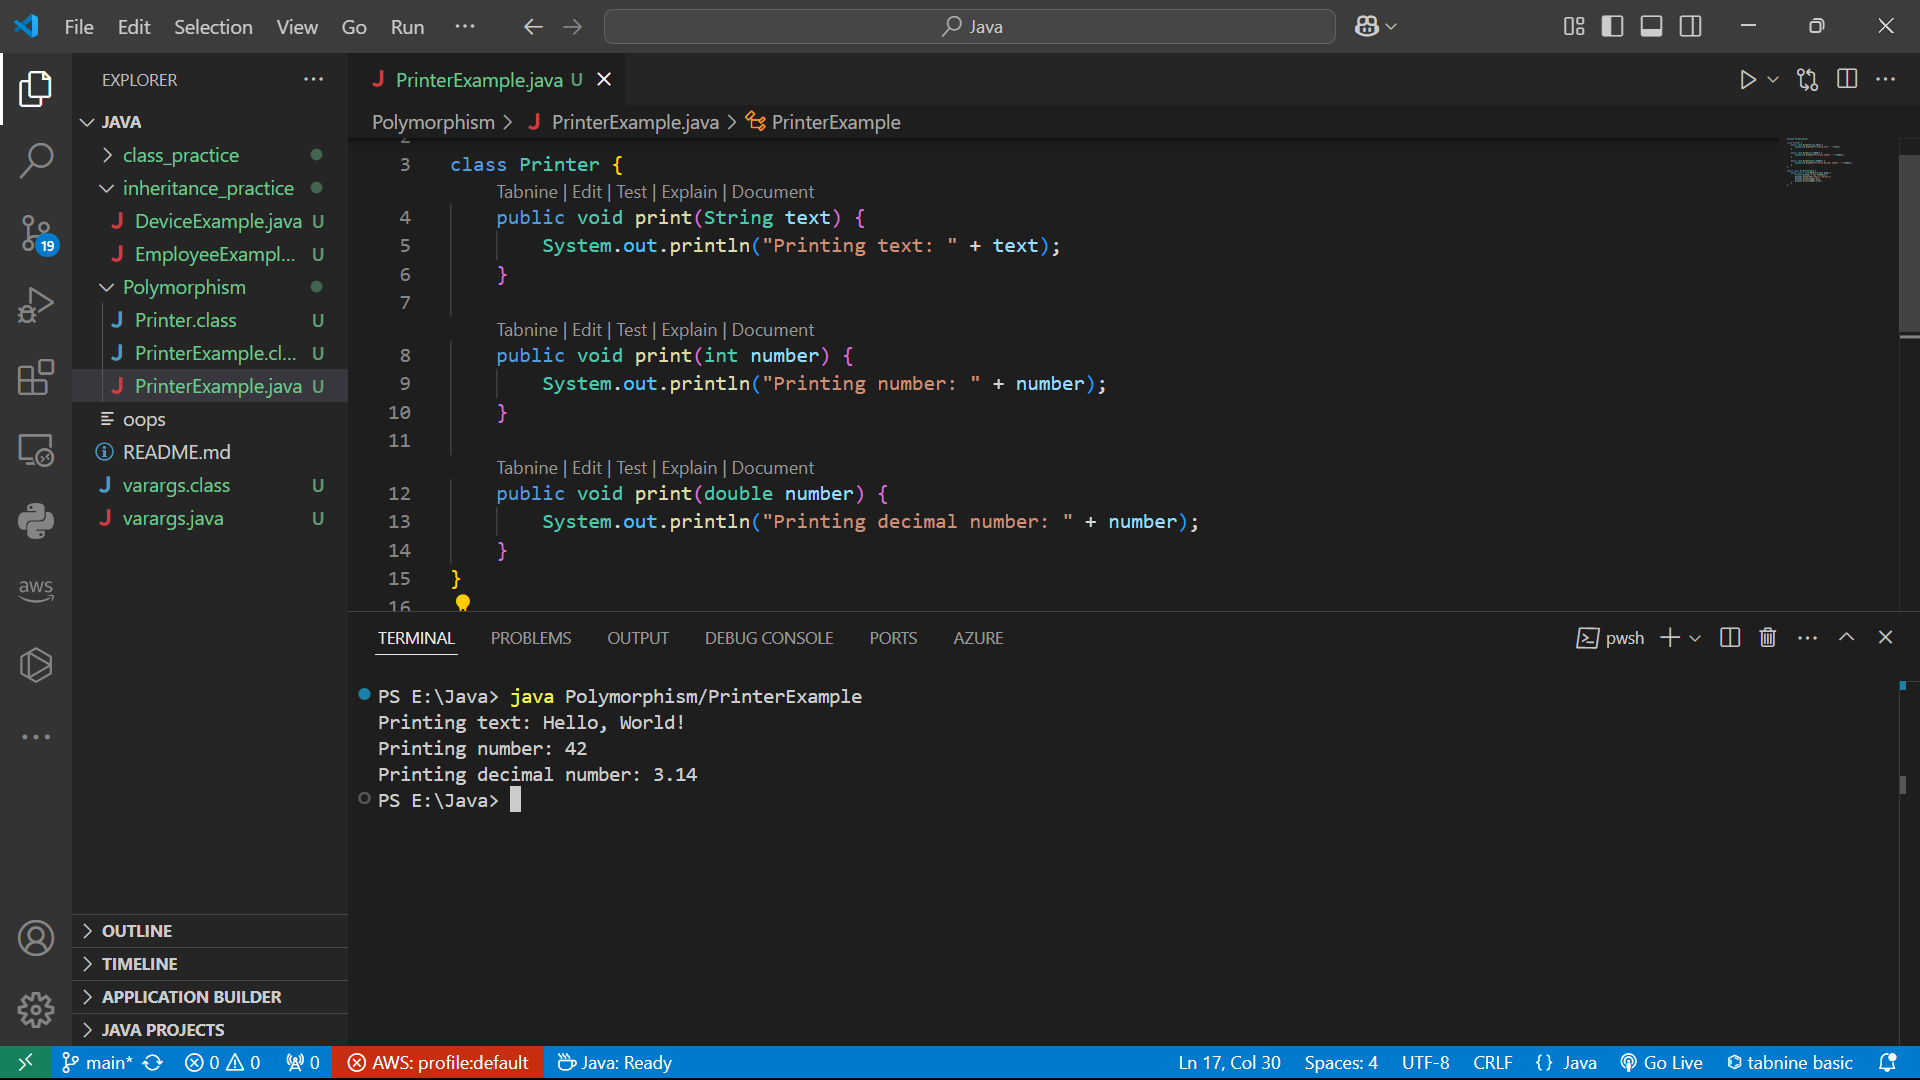 File Edit Selection View Go Run ··· Java
EXPLORER ···
JAVA
class_practice
inheritance_practice
DeviceExample.java U
EmployeeExampl... U
Polymorphism
Printer.class U
PrinterExample.cl... U
PrinterExample.java U
oops
README.md
varargs.class U
varargs.java U
19
aws
OUTLINE
TIMELINE
APPLICATION BUILDER
JAVA PROJECTS
PrinterExample.java U
Polymorphism > PrinterExample.java > PrinterExample
2
3 class Printer {
Tabnine | Edit | Test | Explain | Document
4 public void print(String text) {
5 System.out.println("Printing text: " + text);
6 }
7
Tabnine | Edit | Test | Explain | Document
8 public void print(int number) {
9 System.out.println("Printing number: " + number);
10 }
11
Tabnine | Edit | Test | Explain | Document
12 public void print(double number) {
13 System.out.println("Printing decimal number: " + number);
14 }
15 }
16
TERMINAL PROBLEMS OUTPUT DEBUG CONSOLE PORTS AZURE pwsh
PS E:\Java> java Polymorphism/PrinterExample
Printing text: Hello, World!
Printing number: 42
Printing decimal number: 3.14
PS E:\Java>
main* 0 0 0 AWS: profile:default Java: Ready Ln 17, Col 30 Spaces: 4 UTF-8 CRLF {} Java Go Live tabnine basic